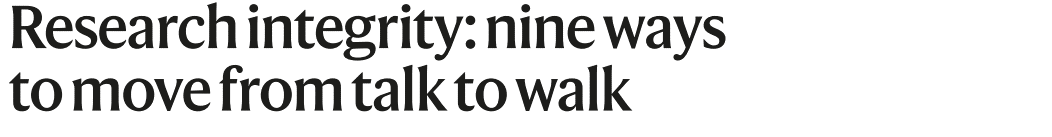 Research integrity: nine ways
to move from talk to walk